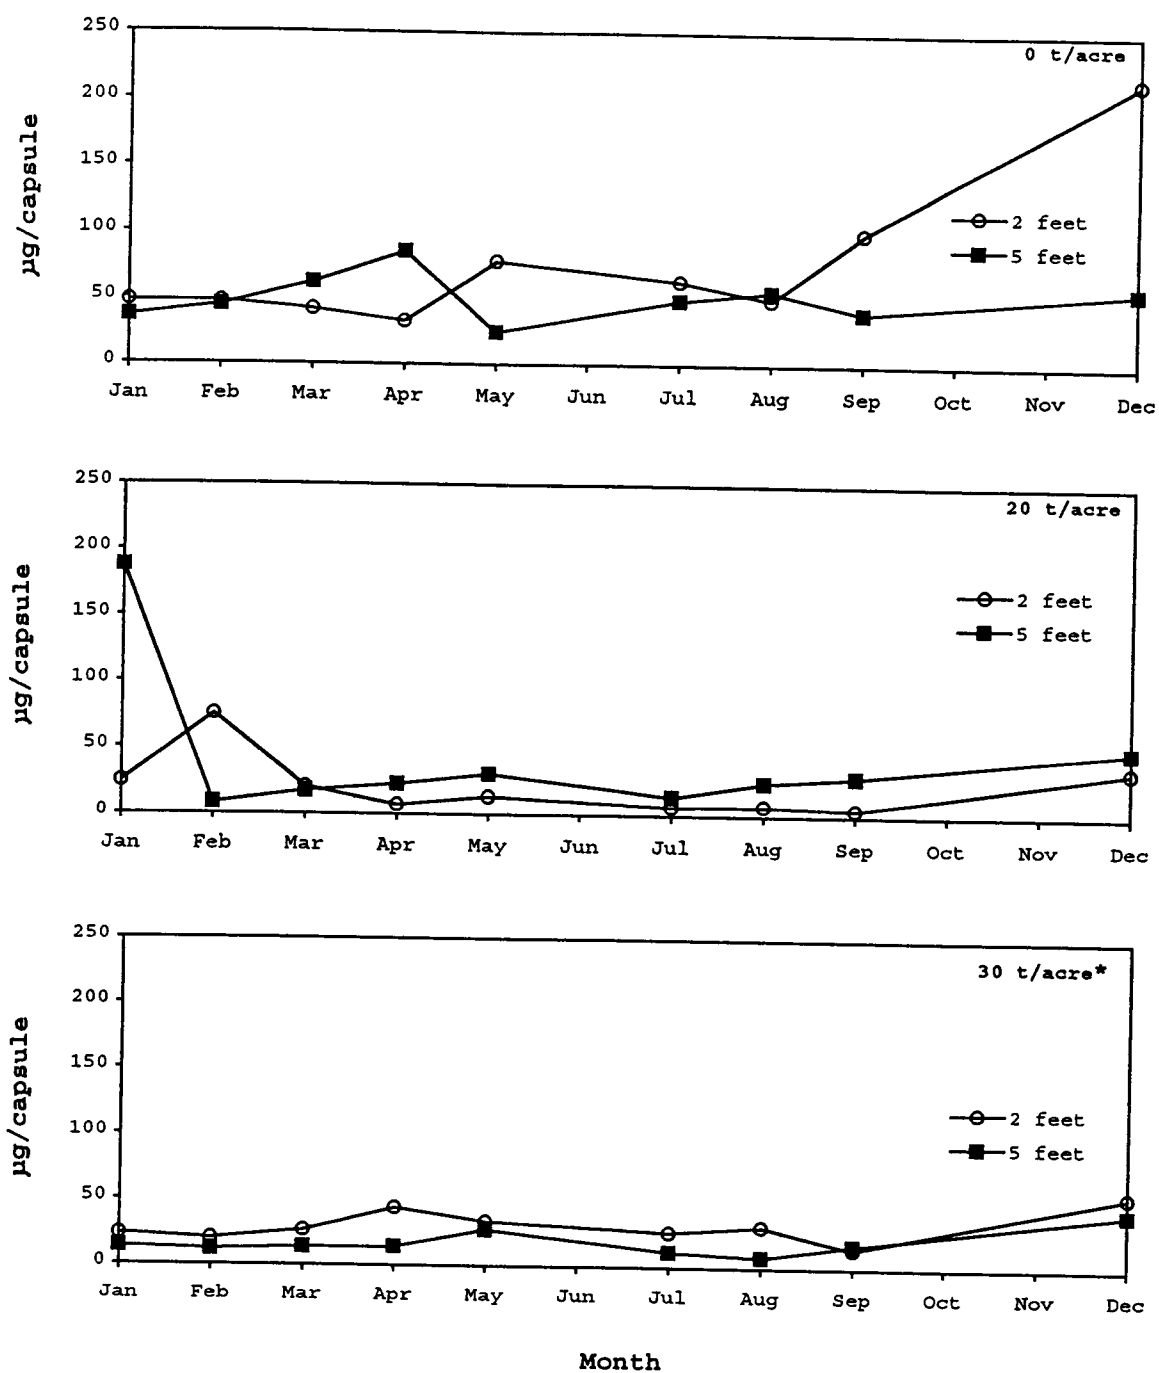 250
0 t/acre
200
150
100
50
0
µg/capsule
2 feet
5 feet
Jan Feb Mar Apr May Jun Jul Aug Sep Oct Nov Dec
250
20 t/acre
200
150
100
50
0
µg/capsule
2 feet
5 feet
Jan Feb Mar Apr May Jun Jul Aug Sep Oct Nov Dec
250
30 t/acre*
200
150
100
50
0
µg/capsule
2 feet
5 feet
Jan Feb Mar Apr May Jun Jul Aug Sep Oct Nov Dec
Month